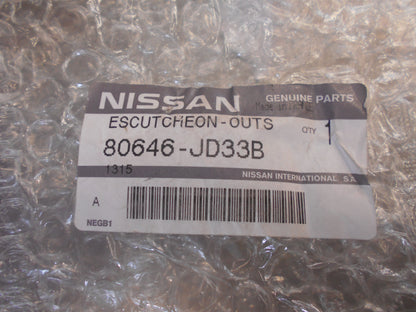 NISSAN GENUINE PARTS
ESCUTCHEON-OUTS QTY 1
80646-JD33B
1315 NISSAN INTERNATIONAL S.A
A
NEGB1